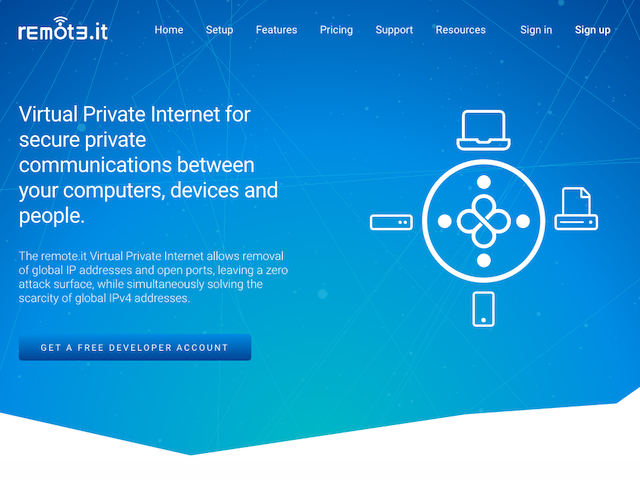 remote.it
Home Setup Features Pricing Support Resources Sign in Sign up
Virtual Private Internet for
secure private
communications between
your computers, devices and
people.
The remote.it Virtual Private Internet allows removal
of global IP addresses and open ports, leaving a zero
attack surface, while simultaneously solving the
scarcity of global IPv4 addresses.
GET A FREE DEVELOPER ACCOUNT